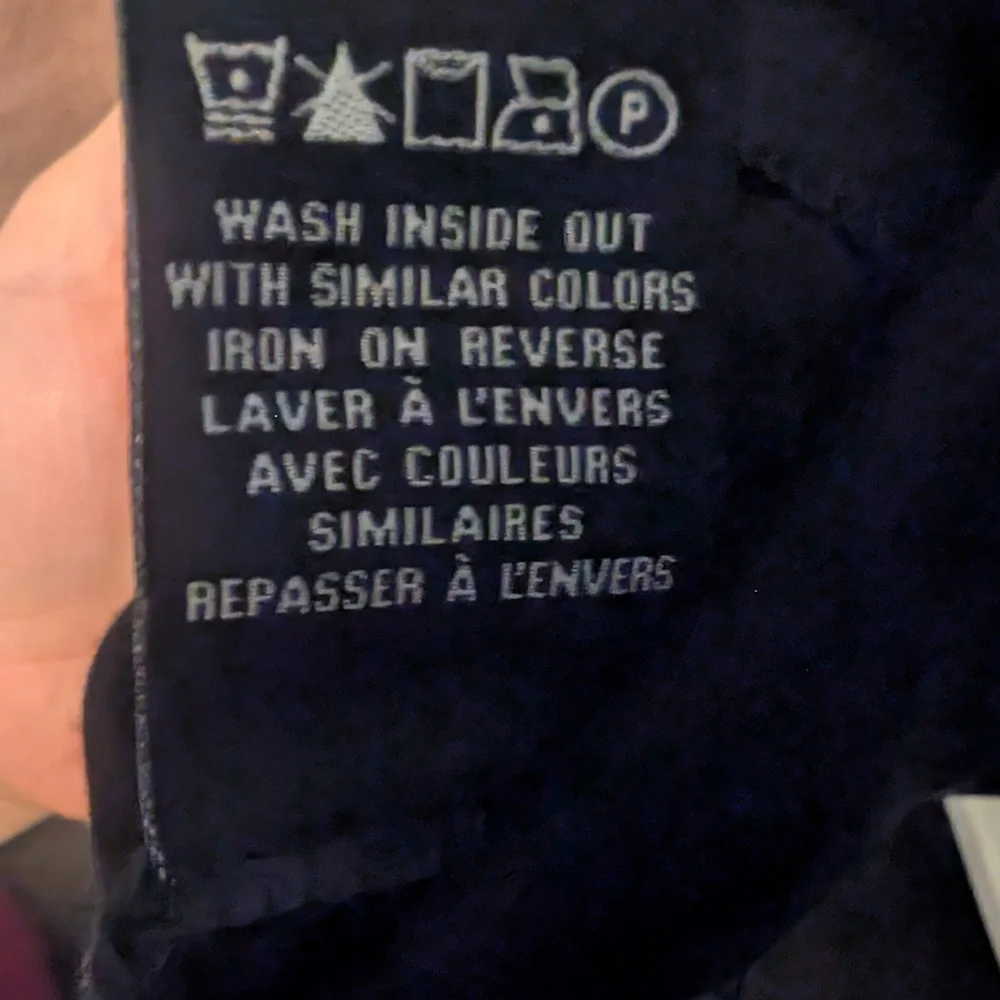 P
WASH INSIDE OUT
WITH SIMILAR COLORS
IRON ON REVERSE
LAVER À L'ENVERS
AVEC COULEURS
SIMILAIRES
REPASSER À L'ENVERS